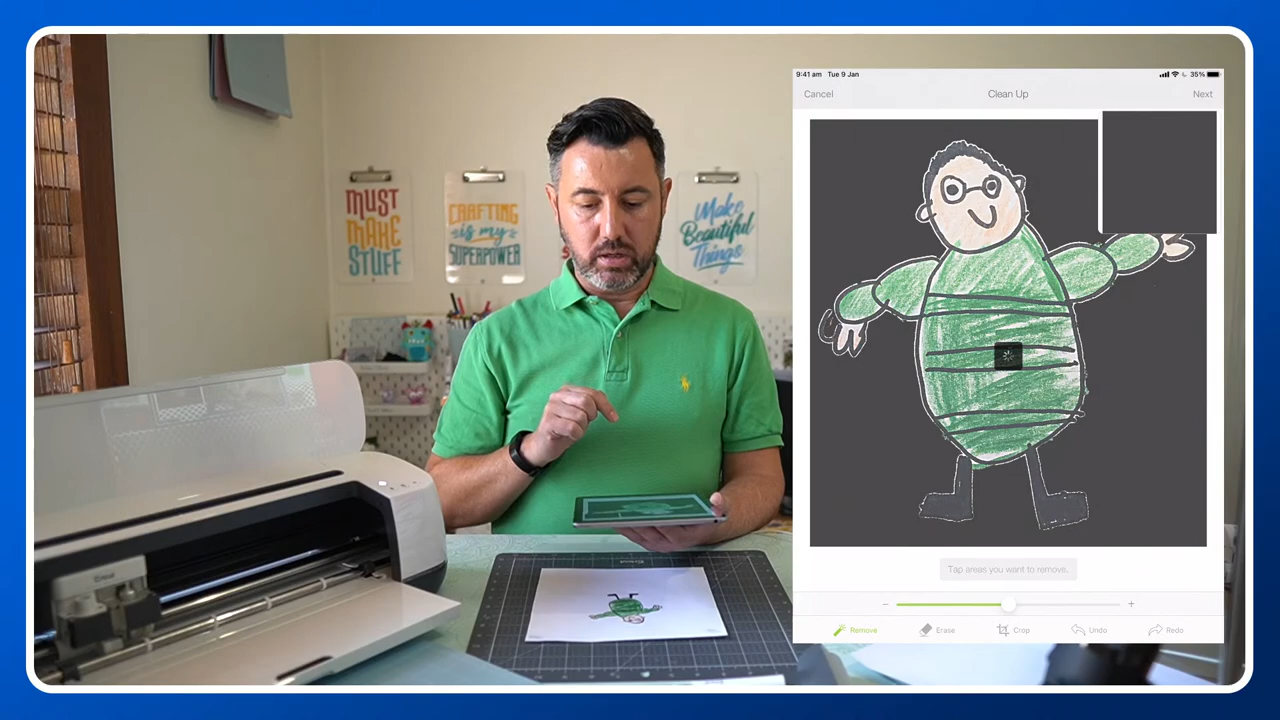 MUST
MAKE
STUFF
CRAFTING
is my
SUPERPOWER
Make
Beautiful
Things
cricut
9:41 am Tue 9 Jan
35%
Cancel
Clean Up
Next
Tap areas you want to remove.
Remove
Erase
Crop
Undo
Redo